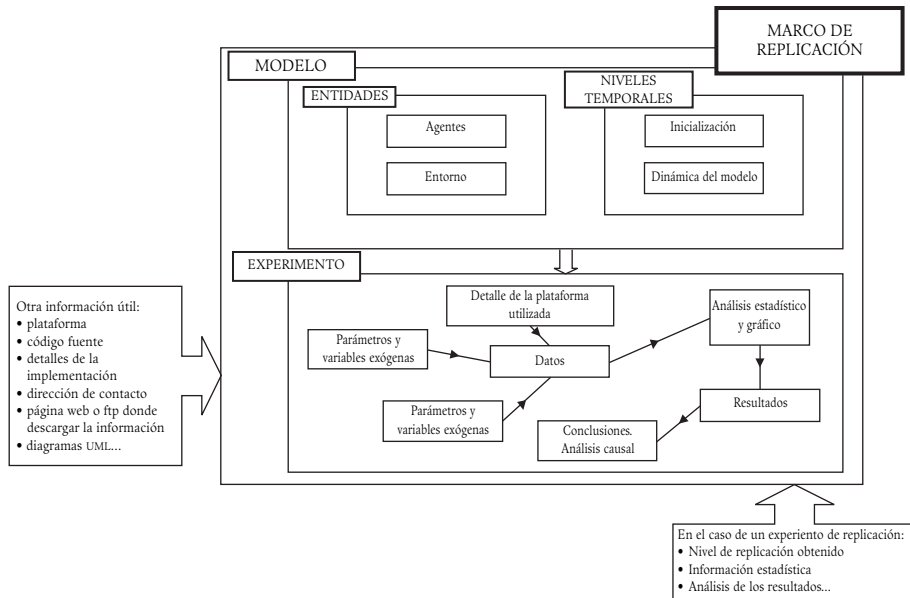 MARCO DE
REPLICACIÓN
MODELO
ENTIDADES
Agentes
Entorno
NIVELES
TEMPORALES
Inicialización
Dinámica del modelo
EXPERIMENTO
Detalle de la plataforma
utilizada
Parámetros y
variables exógenas
Datos
Parámetros y
variables exógenas
Análisis estadístico
y gráfico
Resultados
Conclusiones.
Análisis causal
Otra información útil:
• plataforma
• código fuente
• detalles de la
implementación
• dirección de contacto
• página web o ftp donde
descargar la información
• diagramas UML...
En el caso de un experiento de replicación:
• Nivel de replicación obtenido
• Información estadística
• Análisis de los resultados...